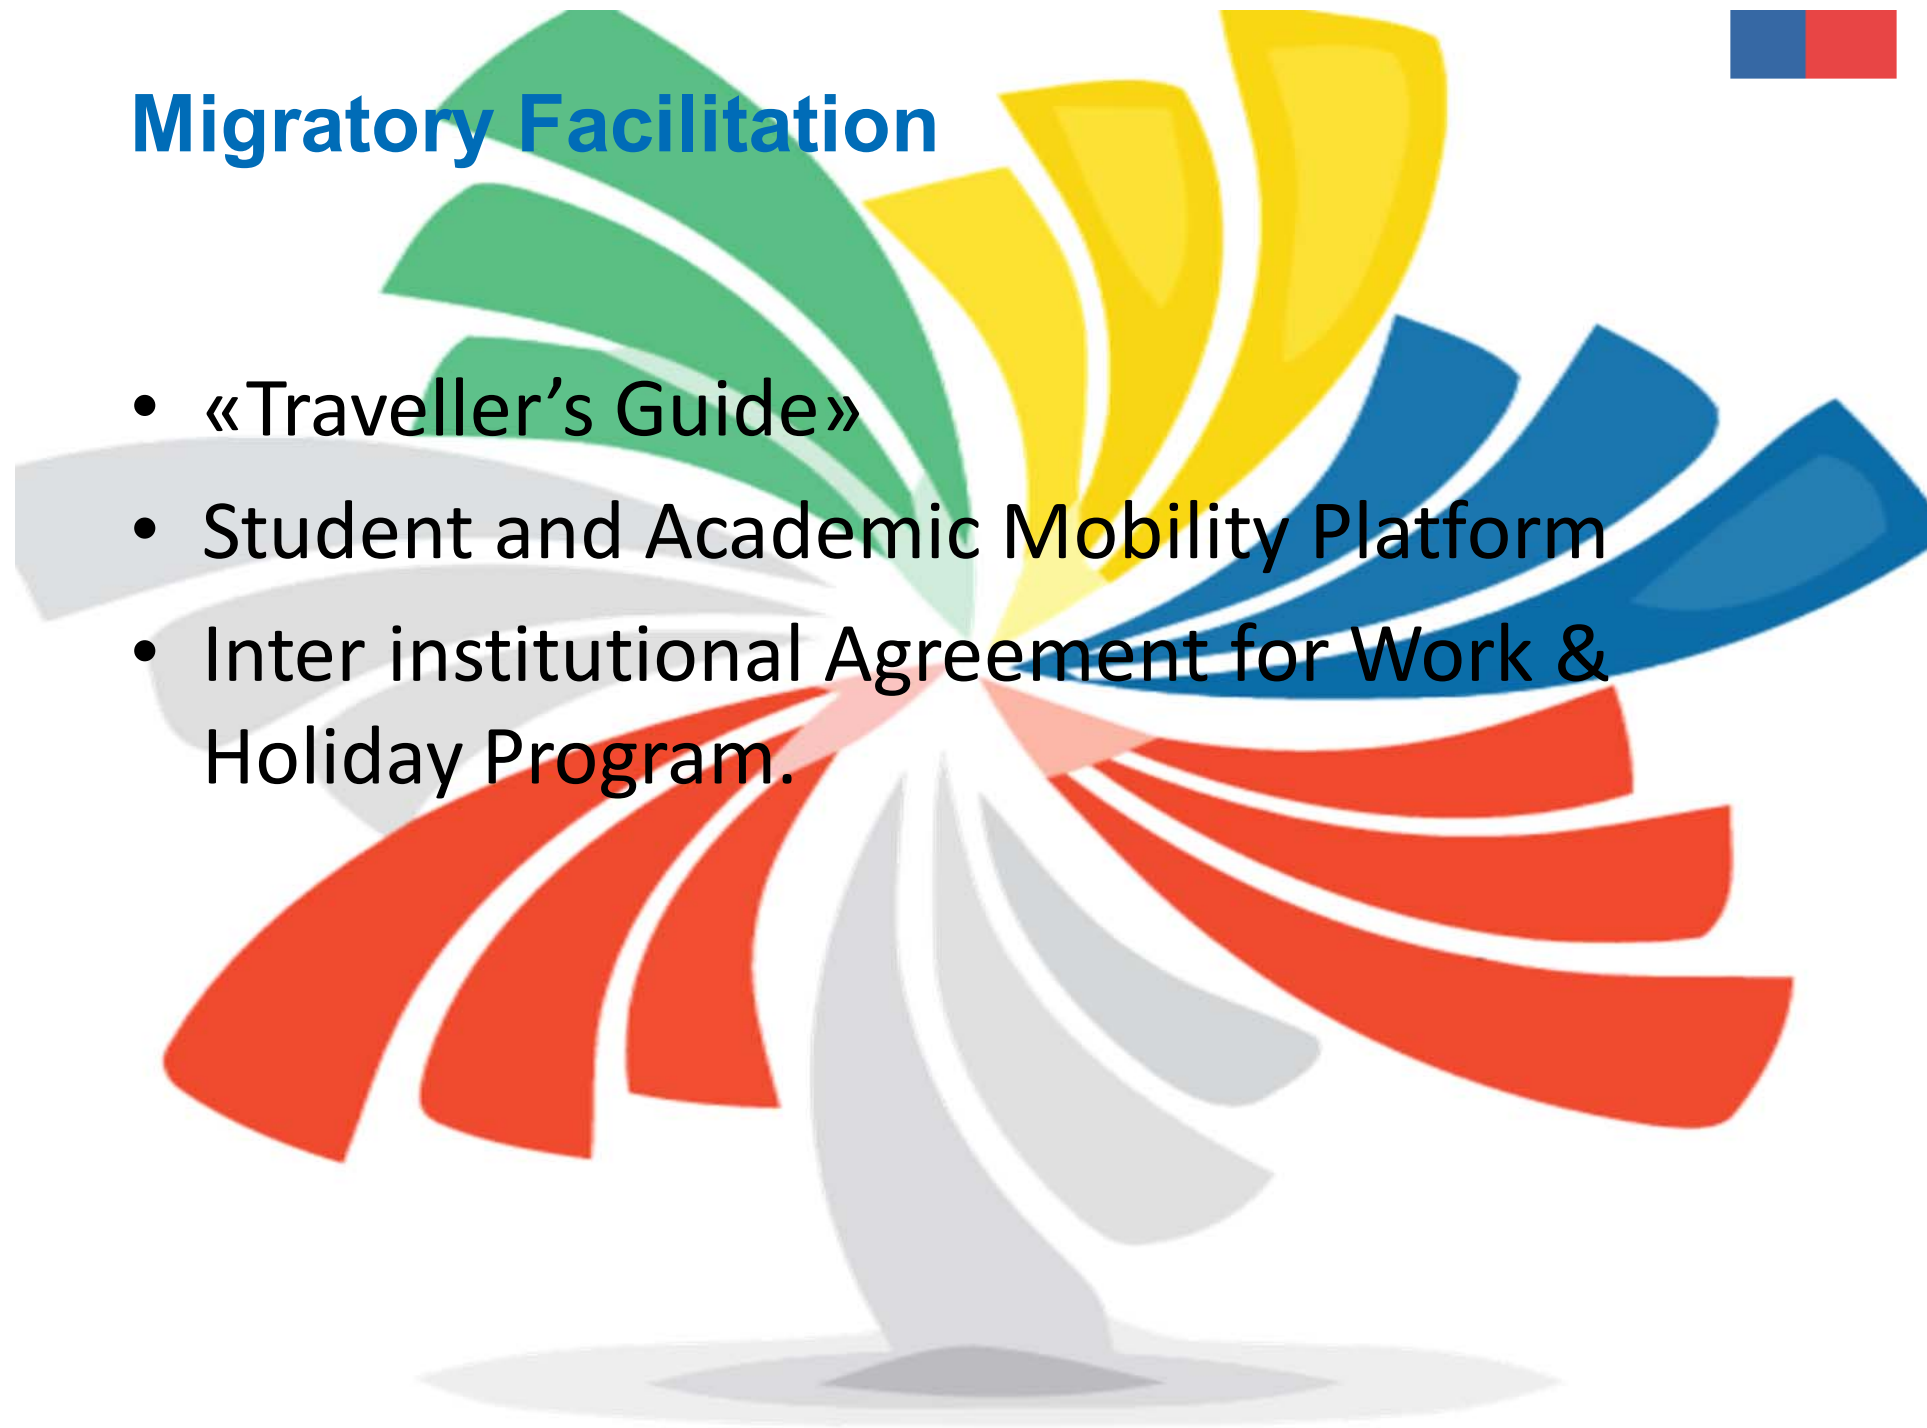 Migratory Facilitation
• «Traveller’s Guide»
• Student and Academic Mobility Platform
• Inter institutional Agreement for Work &
Holiday Program.